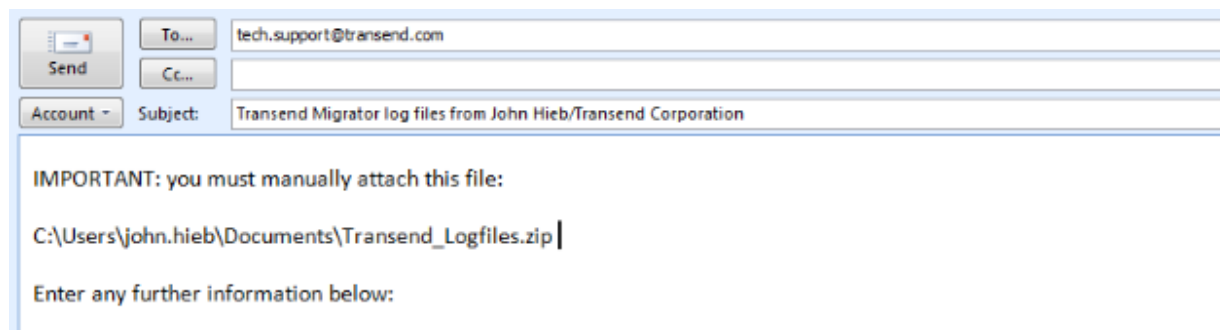 To... tech.support@transend.com
Send
Cc...
Account Subject: Transend Migrator log files from John Hieb/Transend Corporation
IMPORTANT: you must manually attach this file:
C:\Users\john.hieb\Documents\Transend_Logfiles.zip
Enter any further information below: